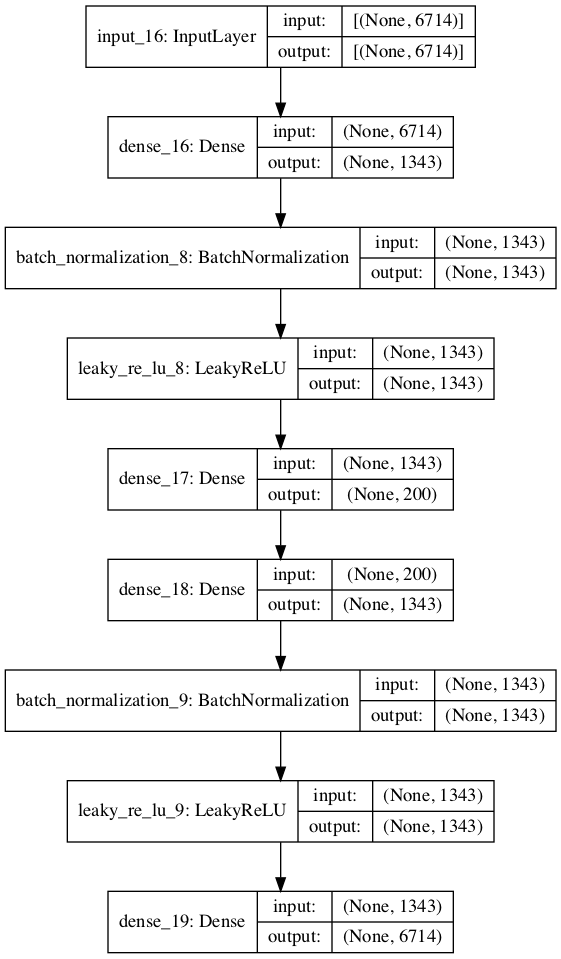 input_16: InputLayer
input: [(None, 6714)]
output: [(None, 6714)]
dense_16: Dense
input: (None, 6714)
output: (None, 1343)
batch_normalization_8: BatchNormalization
input: (None, 1343)
output: (None, 1343)
leaky_re_lu_8: LeakyReLU
input: (None, 1343)
output: (None, 1343)
dense_17: Dense
input: (None, 1343)
output: (None, 200)
dense_18: Dense
input: (None, 200)
output: (None, 1343)
batch_normalization_9: BatchNormalization
input: (None, 1343)
output: (None, 1343)
leaky_re_lu_9: LeakyReLU
input: (None, 1343)
output: (None, 1343)
dense_19: Dense
input: (None, 1343)
output: (None, 6714)